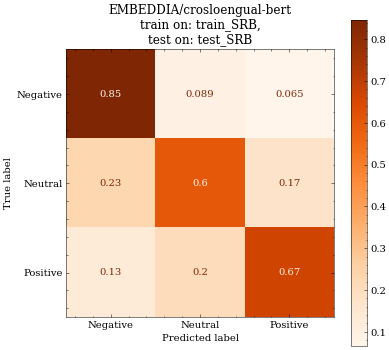 EMBEDDIA/crosloengual-bert
train on: train_SRB,
test on: test_SRB
True label
Negative 0.85 0.089 0.065
Neutral 0.23 0.6 0.17
Positive 0.13 0.2 0.67
Negative Neutral Positive
Predicted label
0.8
0.7
0.6
0.5
0.4
0.3
0.2
0.1